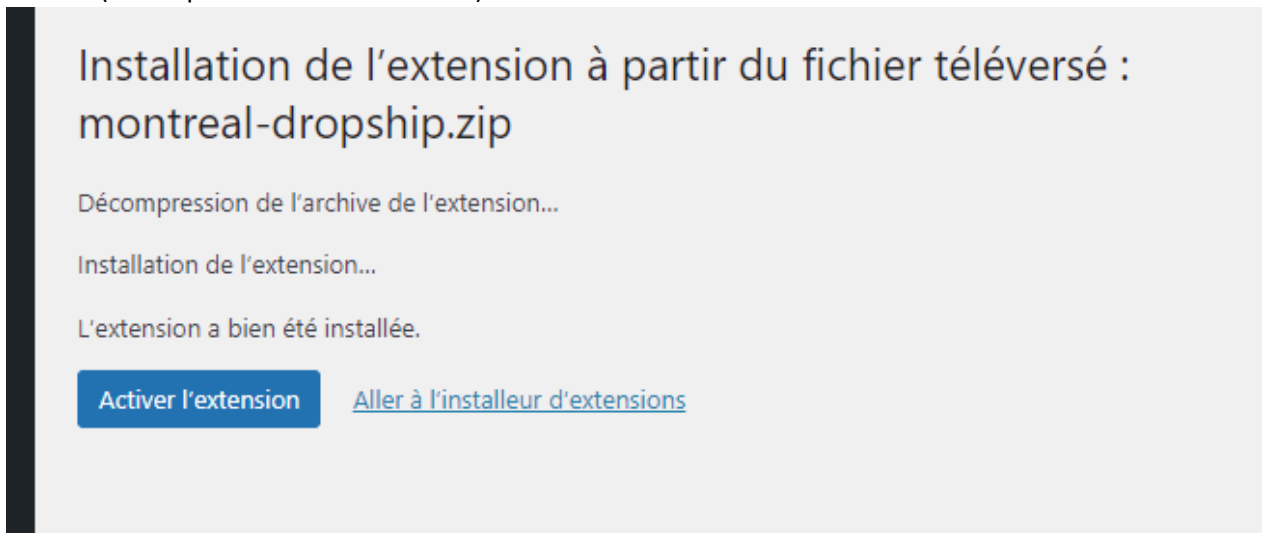 Installation de l’extension à partir du fichier téléversé :
montreal-dropship.zip
Décompression de l’archive de l’extension…
Installation de l’extension…
L’extension a bien été installée.
Activer l’extension Aller à l’installeur d’extensions